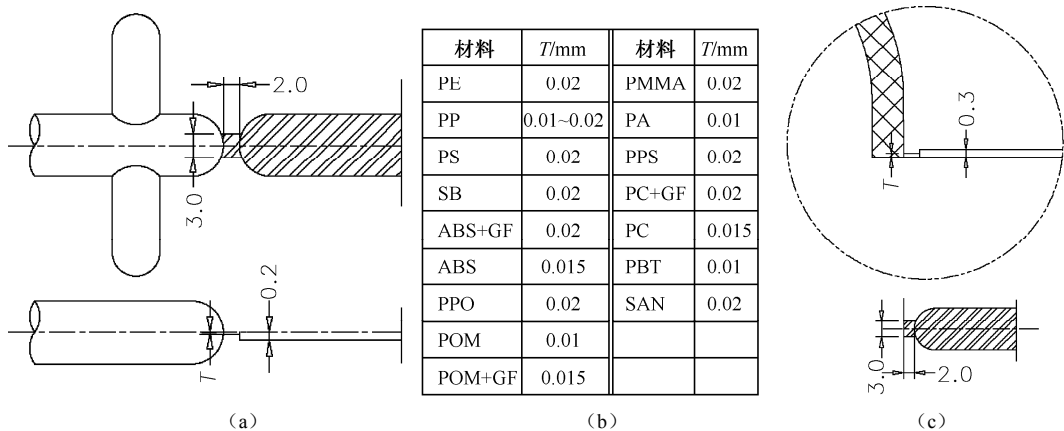 2.0
3.0
0.2
T
(a)
材料 T/mm 材料 T/mm
PE 0.02 PMMA 0.02
PP 0.01~0.02 PA 0.01
PS 0.02 PPS 0.02
SB 0.02 PC+GF 0.02
ABS+GF 0.02 PC 0.015
ABS 0.015 PBT 0.01
PPO 0.02 SAN 0.02
POM 0.01
POM+GF 0.015
(b)
0.3
T
3.0
2.0
(c)